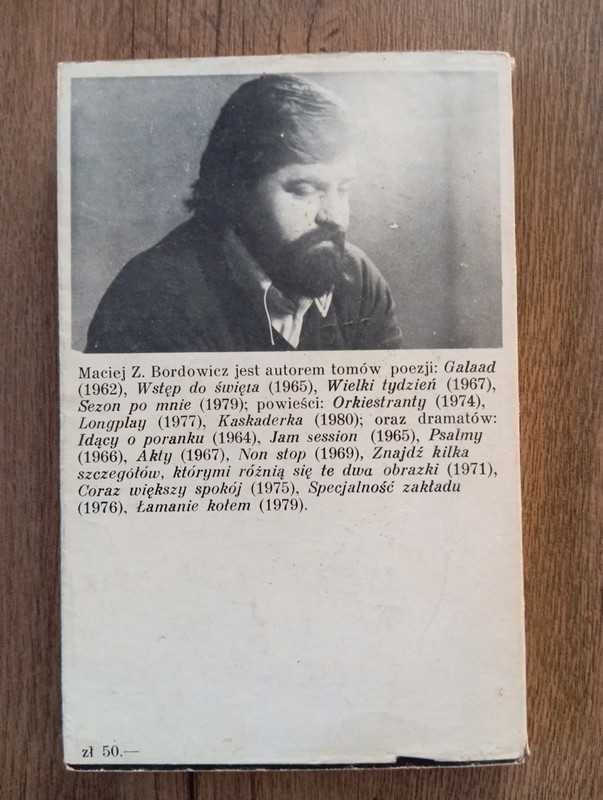 Maciej Z. Bordowicz jest autorem tomów poezji: Galaad
(1962), Wstęp do święta (1965), Wielki tydzień (1967),
Sezon po mnie (1979); powieści: Orkiestranty (1974),
Longplay (1977), Kaskaderka (1980); oraz dramatów:
Idący o poranku (1964), Jam session (1965), Psalmy
(1966), Akty (1967), Non stop (1969), Znajdź kilka
szczegółów, którymi różnią się te dwa obrazki (1971),
Coraz większy spokój (1975), Specjalność zakładu
(1976), Łamanie kołem (1979).
zł 50.—